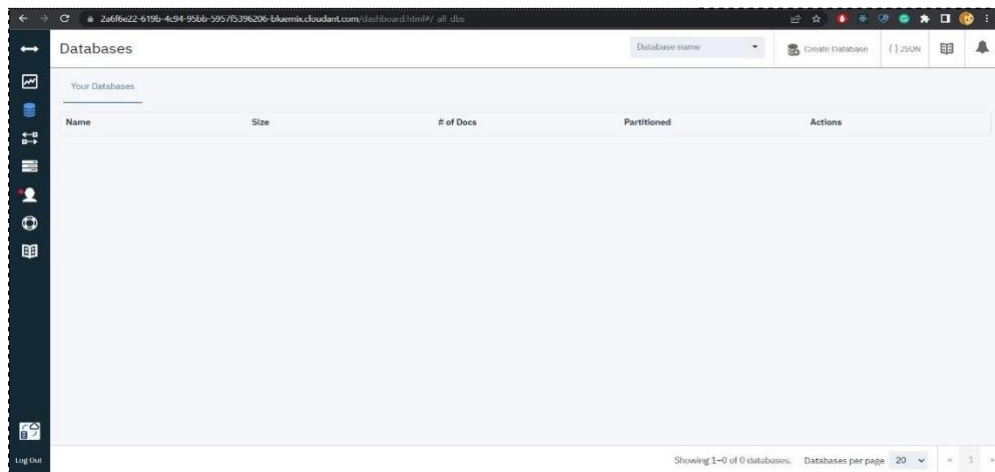 2a6f6e22-619b-4c94-95bb-5957f5396206-bluemix.cloudant.com/dashboard.html#/_all_dbs
Databases
Database name
Create Database
{ } JSON
Your Databases
Name Size # of Docs Partitioned Actions
Log Out
Showing 1–0 of 0 databases. Databases per page 20 « 1 »